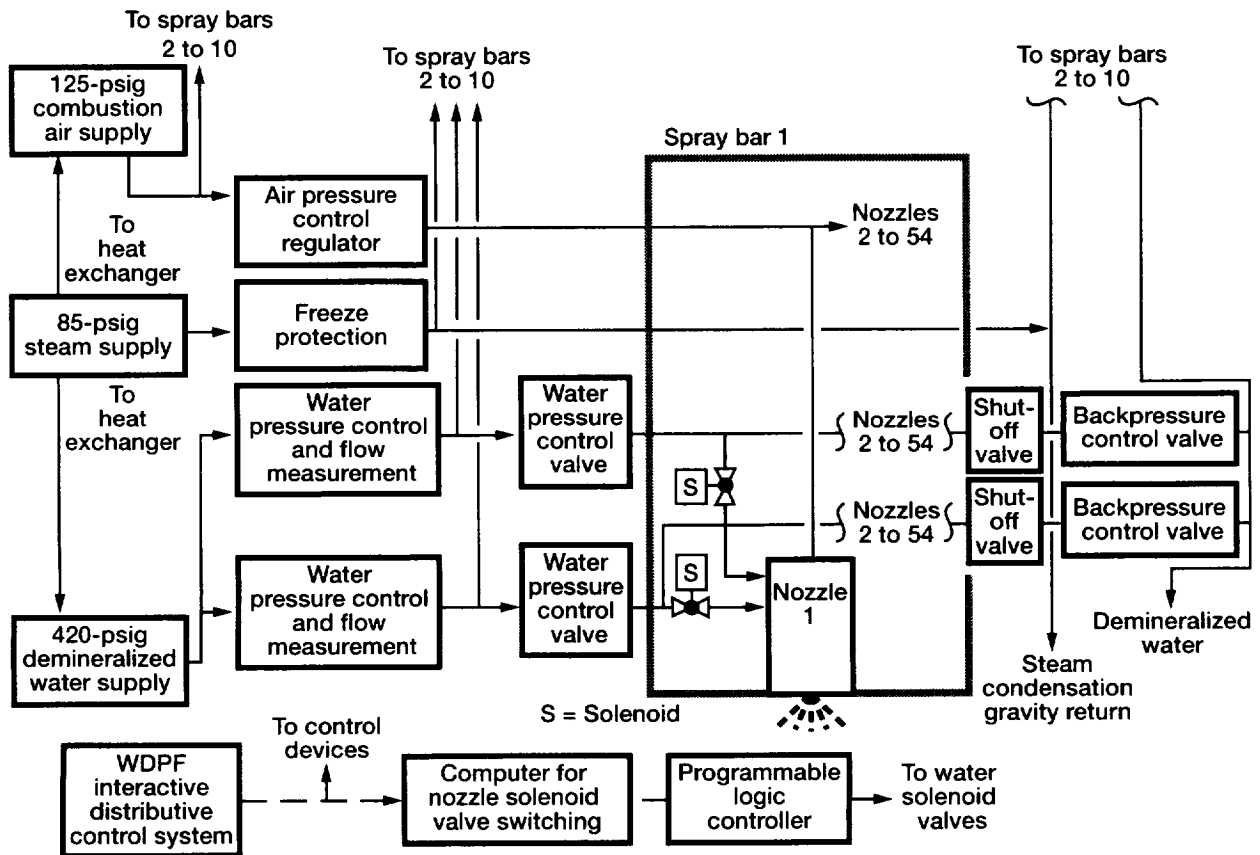 To spray bars
2 to 10
125-psig
combustion
air supply
To spray bars
2 to 10
To spray bars
2 to 10
Spray bar 1
To
heat
exchanger
Air pressure
control
regulator
Nozzles
2 to 54
85-psig
steam supply
Freeze
protection
To
heat
exchanger
Water
pressure control
and flow
measurement
Water
pressure
control
valve
Nozzles
2 to 54
Shut-
off
valve
Backpressure
control valve
S
Nozzles
2 to 54
Shut-
off
valve
Backpressure
control valve
Water
pressure control
and flow
measurement
Water
pressure
control
valve
S
Nozzle
1
420-psig
demineralized
water supply
Demineralized
water
Steam
condensation
gravity return
S = Solenoid
To control
devices
WDPF
interactive
distributive
control system
Computer for
nozzle solenoid
valve switching
Programmable
logic
controller
To water
solenoid
valves